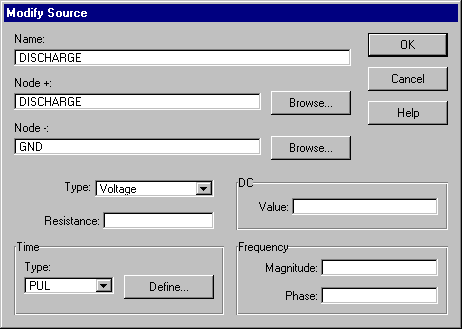 Modify Source
Name:
DISCHARGE
OK
Node +:
Cancel
DISCHARGE
Browse...
Help
Node -:
GND
Browse...
Type: Voltage
DC
Value:
Resistance:
Time
Frequency
Type:
Magnitude:
PUL
Define...
Phase: